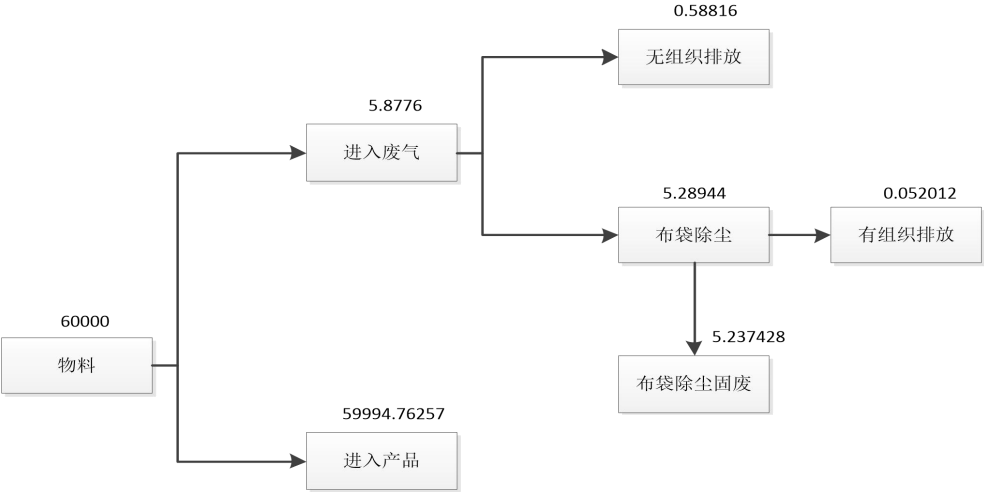 0.58816
无组织排放
5.8776
进入废气
5.28944
布袋除尘
0.052012
有组织排放
60000
物料
5.237428
布袋除尘固废
59994.76257
进入产品